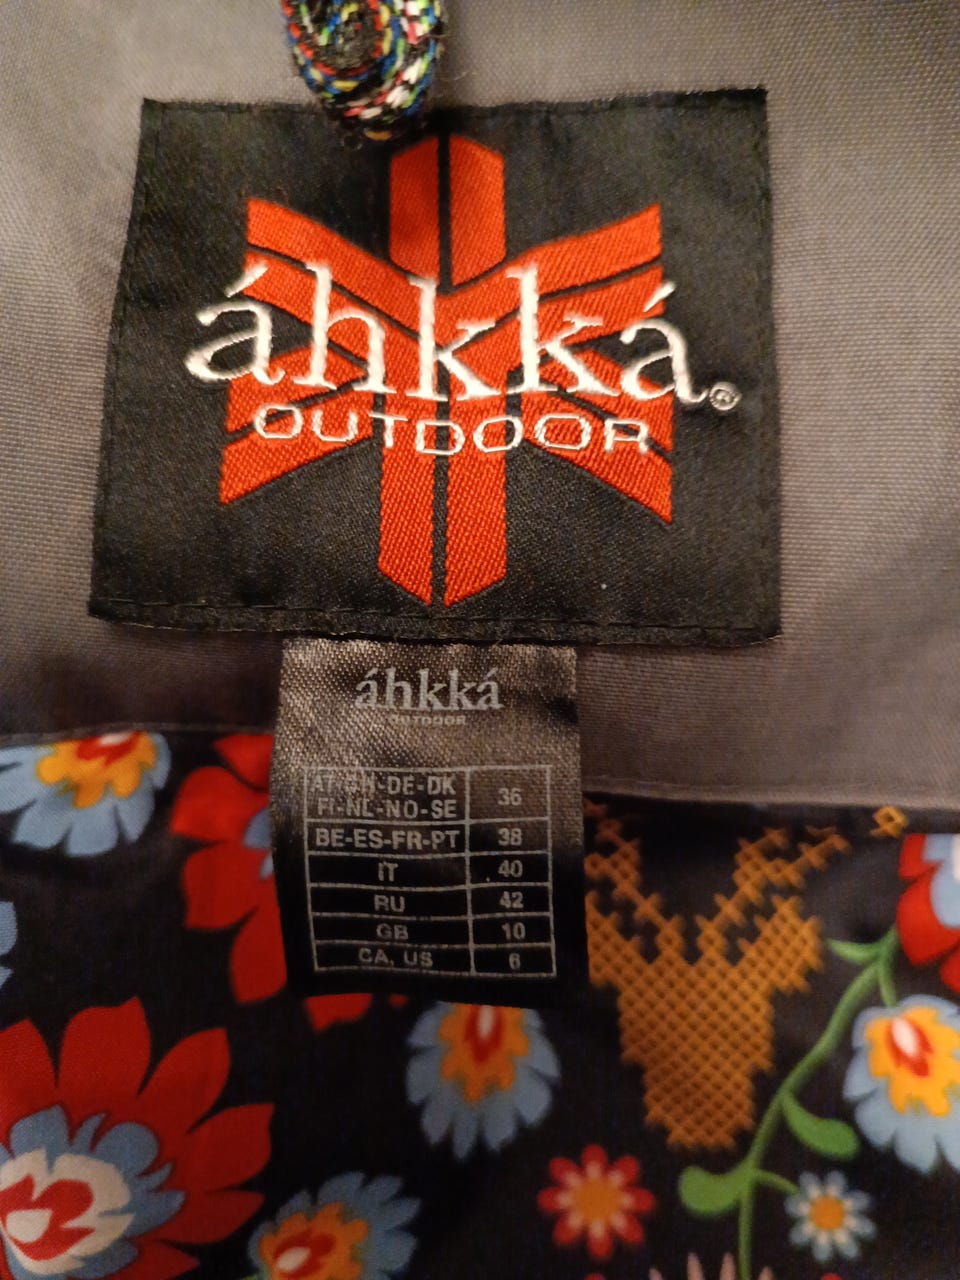 áhkká®
OUTDOOR
áhkká
OUTDOOR
AT-CH-DE-DK
FI-NL-NO-SE 36
BE-ES-FR-PT 38
IT 40
RU 42
GB 10
CA, US 6